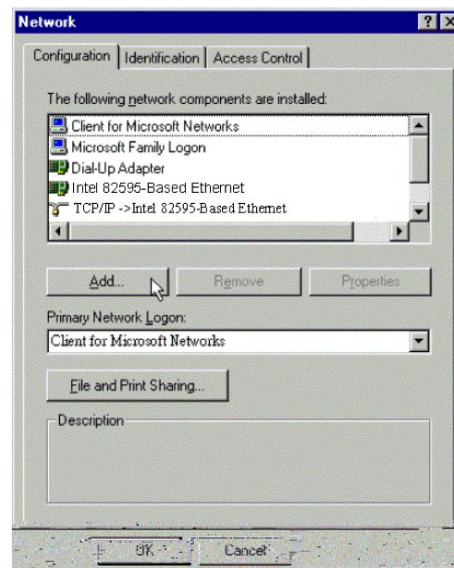 Network
Configuration Identification Access Control
The following network components are installed:
Client for Microsoft Networks
Microsoft Family Logon
Dial-Up Adapter
Intel 82595-Based Ethernet
TCP/IP ->Intel 82595-Based Ethernet
Add... Remove Properties
Primary Network Logon:
Client for Microsoft Networks
File and Print Sharing...
Description
OK Cancel